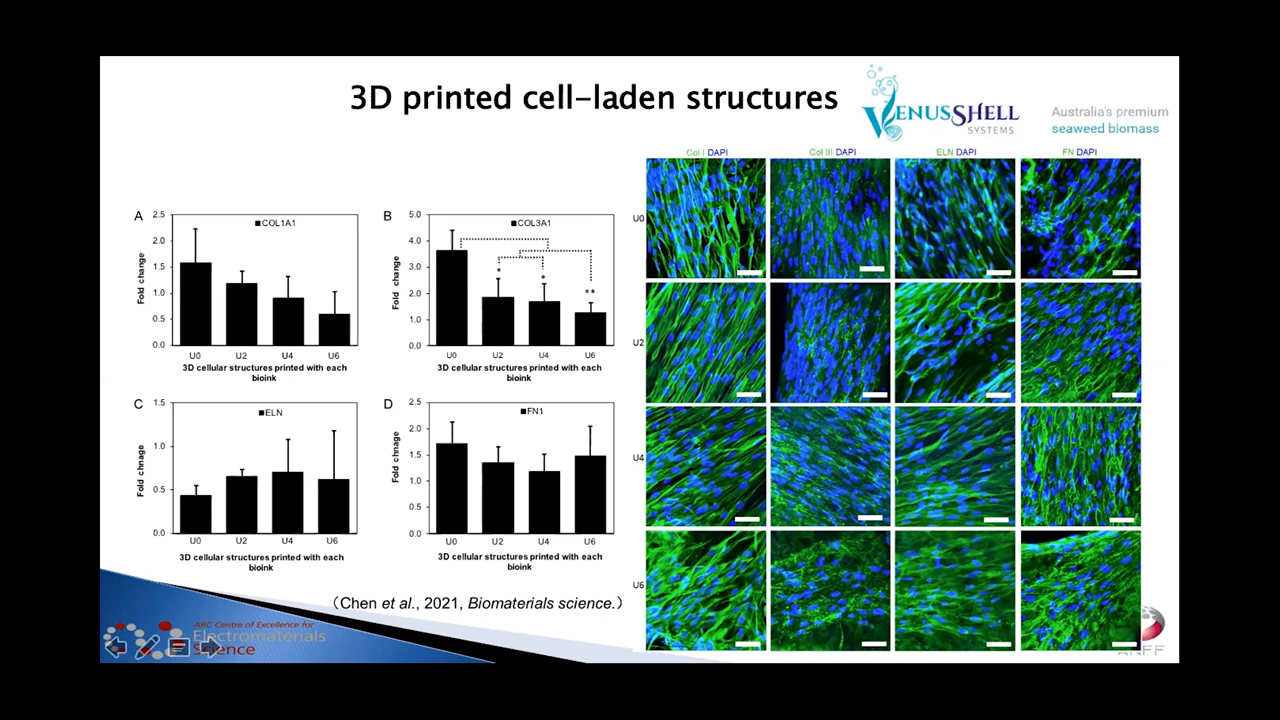 3D printed cell-laden structures
VENUSSHELL
SYSTEMS
Australia's premium
seaweed biomass
A
2.5
2.0
1.5
1.0
0.5
0.0
Fold change
COL1A1
U0 U2 U4 U6
3D cellular structures printed with each
bioink
B
5.0
4.0
3.0
2.0
1.0
0.0
Fold change
COL3A1
* * **
U0 U2 U4 U6
3D cellular structures printed with each
bioink
C
1.5
1.0
0.5
0.0
Fold chnage
ELN
U0 U2 U4 U6
3D cellular structures printed with each
bioink
D
2.5
2.0
1.5
1.0
0.5
0.0
Fold chnage
FN1
U0 U2 U4 U6
3D cellular structures printed with each
bioink
Col I DAPI Col III DAPI ELN DAPI FN DAPI
U0
U2
U4
U6
(Chen et al., 2021, Biomaterials science.)
ARC Centre of Excellence for
Electromaterials
Science